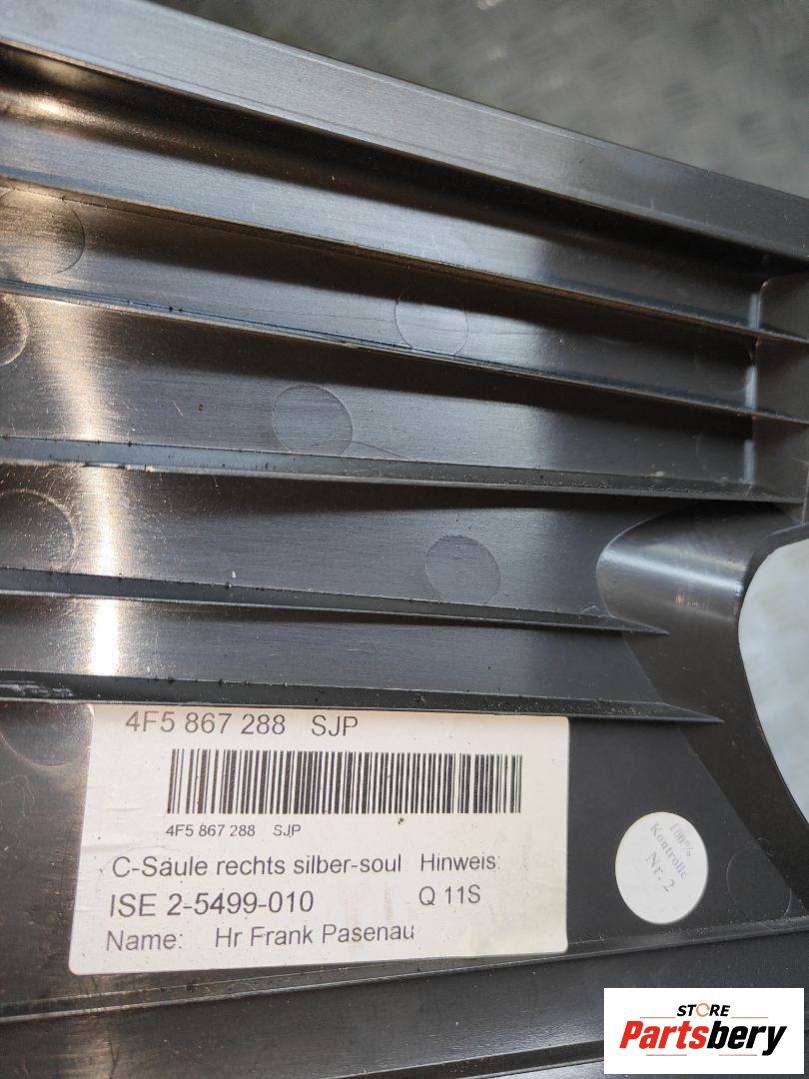 4F5 867 288 SJP
4F5 867 288 SJP
C-Säule rechts silber-soul Hinweis:
ISE 2-5499-010 Q 11S
Name: Hr Frank Pasenau
100%
Kontrolle
Nr. 2
STORE
Partsbery